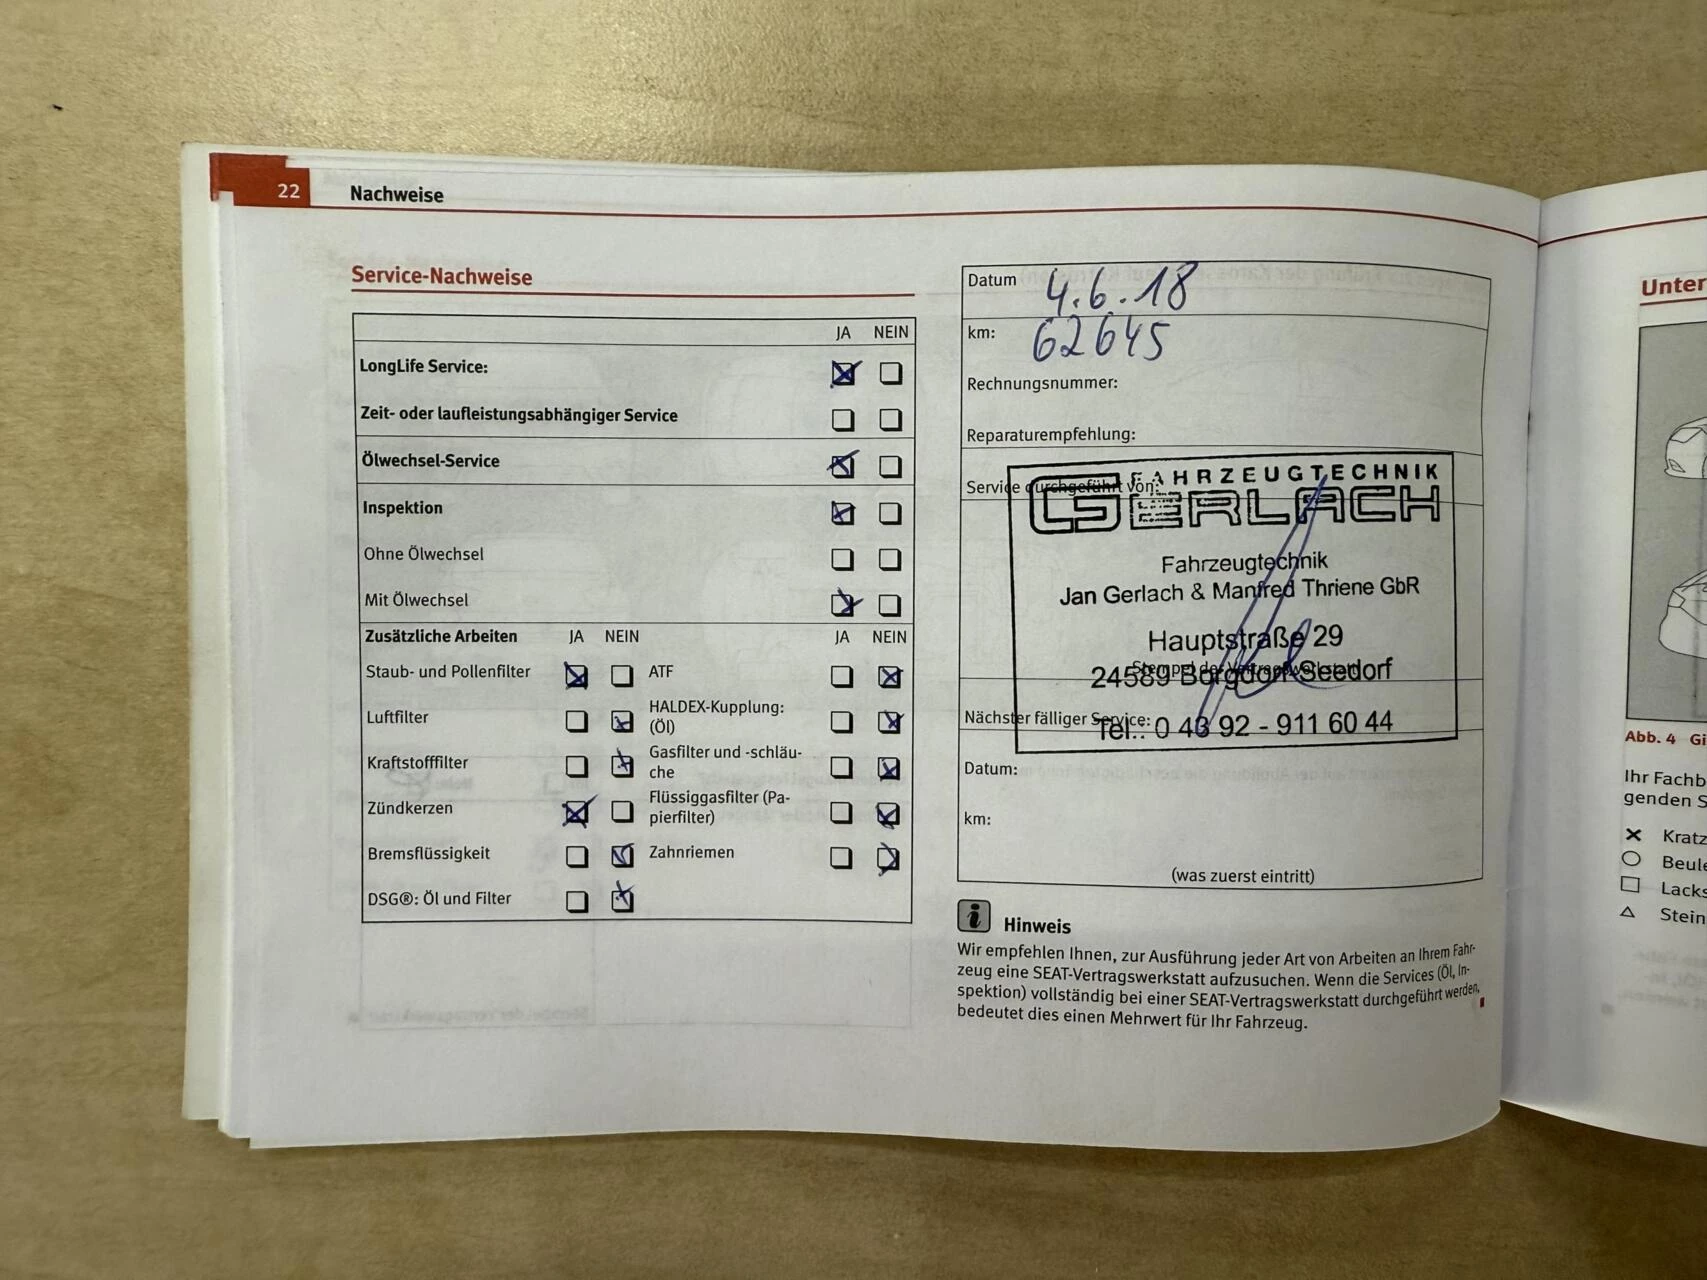 22 Nachweise
Service-Nachweise
JA NEIN
LongLife Service:
Zeit- oder laufleistungsabhängiger Service
Ölwechsel-Service
Inspektion
Ohne Ölwechsel
Mit Ölwechsel
Zusätzliche Arbeiten JA NEIN JA NEIN
Staub- und Pollenfilter ATF
Luftfilter HALDEX-Kupplung:
(Öl)
Kraftstofffilter Gasfilter und -schläu-
che
Zündkerzen Flüssiggasfilter (Pa-
pierfilter)
Bremsflüssigkeit Zahnriemen
DSG®: Öl und Filter
Datum 4.6.18
km: 62645
Rechnungsnummer:
Reparaturempfehlung:
Service durchgeführt von:
FAHRZEUGTECHNIK
GERLACH
Fahrzeugtechnik
Jan Gerlach & Manfred Thriene GbR
Hauptstraße 29
Stempel der Vertragswerkstatt
24589 Borgdorf-Seedorf
Nächster fälliger Service:
Tel.: 0 43 92 - 911 60 44
Datum:
km:
(was zuerst eintritt)
i Hinweis
Wir empfehlen Ihnen, zur Ausführung jeder Art von Arbeiten an Ihrem Fahr-
zeug eine SEAT-Vertragswerkstatt aufzusuchen. Wenn die Services (Öl, In-
spektion) vollständig bei einer SEAT-Vertragswerkstatt durchgeführt werden,
bedeutet dies einen Mehrwert für Ihr Fahrzeug.
Unter
Abb. 4 Gi
Ihr Fachb
genden S
Kratz
Beule
Lacks
Stein